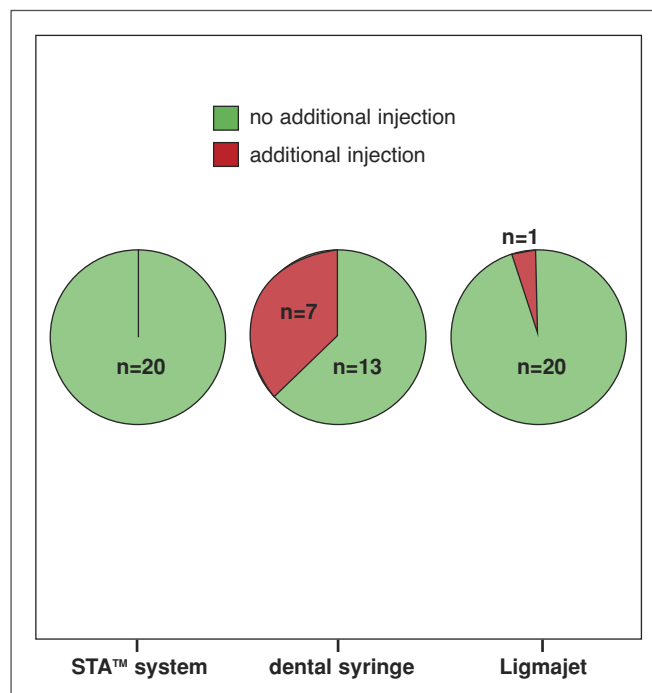 no additional injection
additional injection
n=1
n=7
n=20
n=13
n=20
STA™ system
dental syringe
Ligmajet